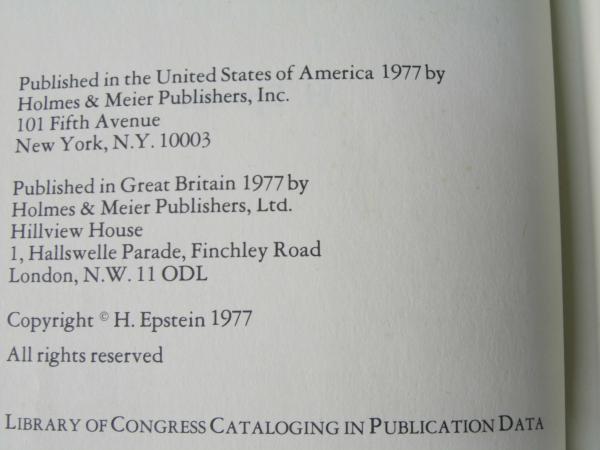 Published in the United States of America 1977 by
Holmes & Meier Publishers, Inc.
101 Fifth Avenue
New York, N.Y. 10003
Published in Great Britain 1977 by
Holmes & Meier Publishers, Ltd.
Hillview House
1, Hallswelle Parade, Finchley Road
London, N.W. 11 ODL
Copyright © H. Epstein 1977
All rights reserved
LIBRARY OF CONGRESS CATALOGING IN PUBLICATION DATA